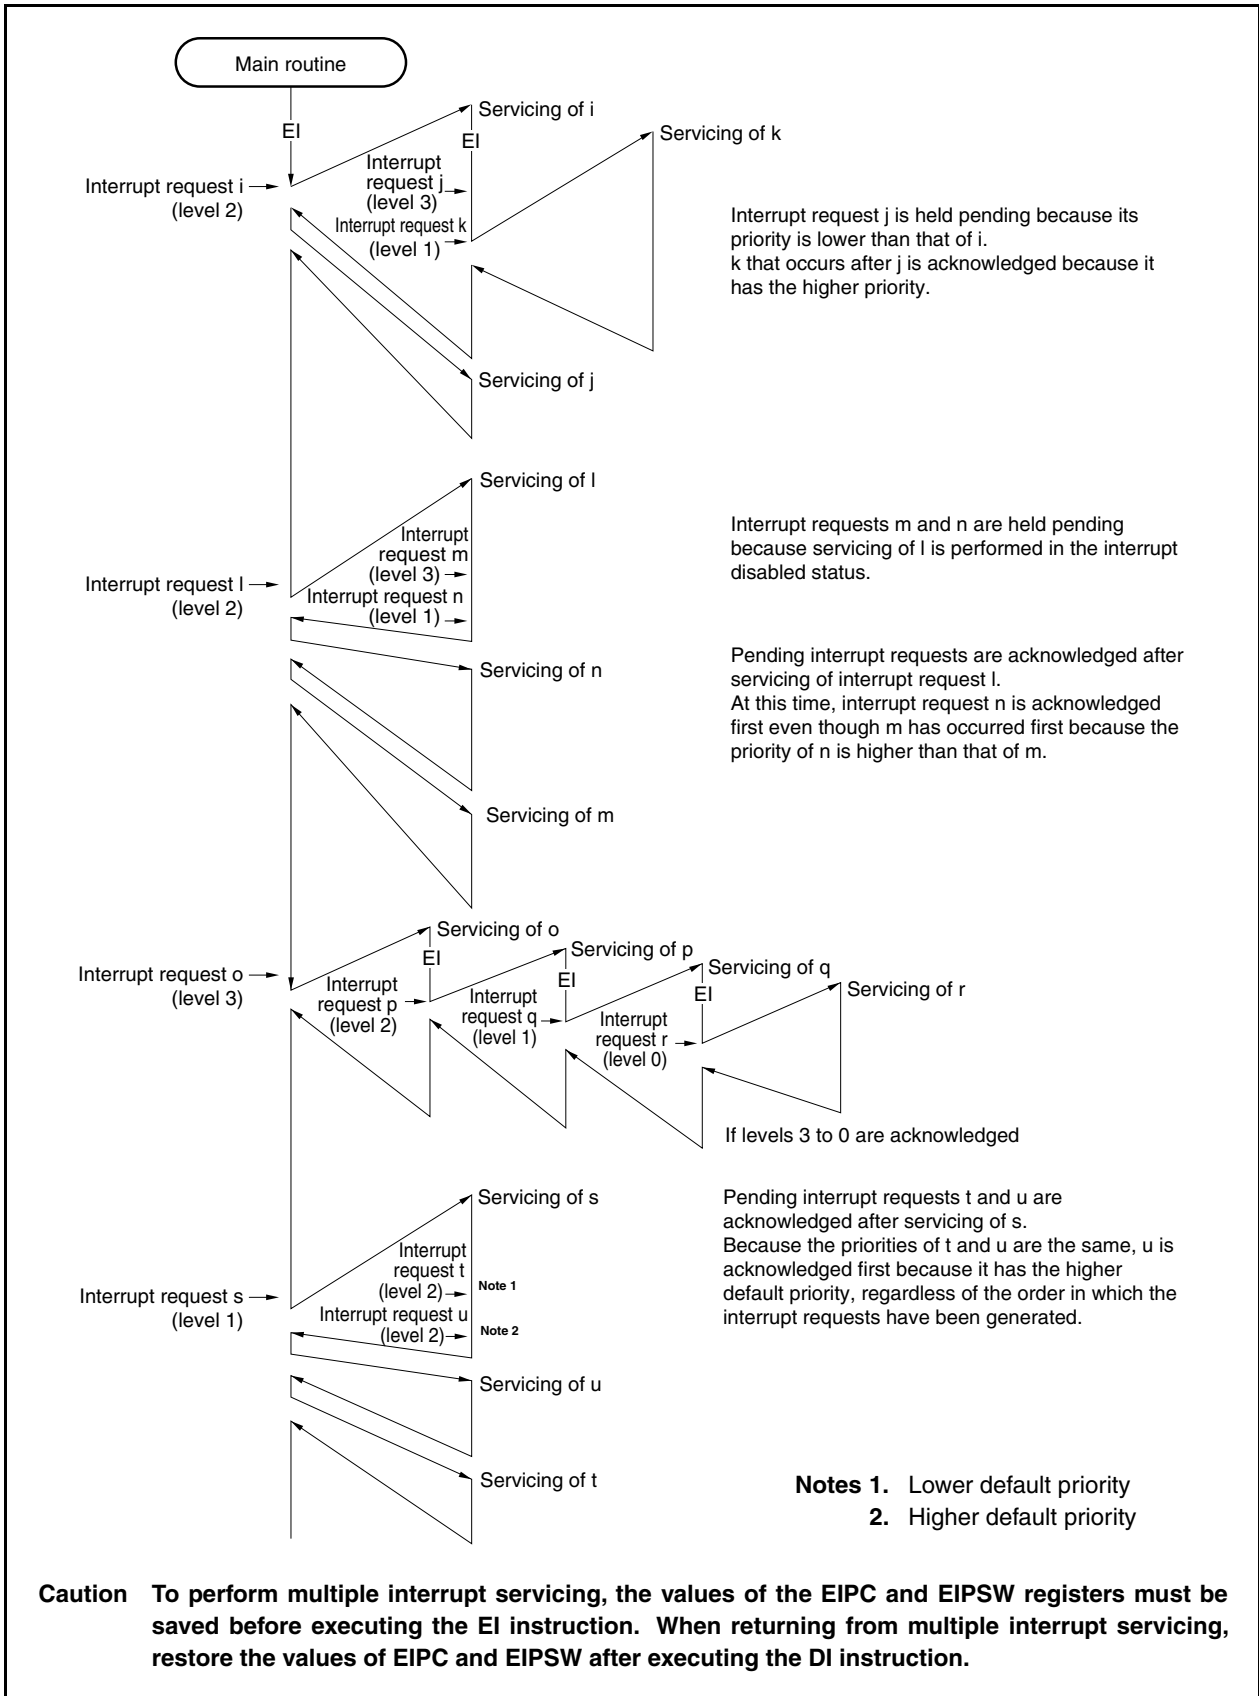 Main routine
EI
Servicing of i
EI
Servicing of k
Interrupt request i
(level 2)
Interrupt
request j
(level 3)
Interrupt request k
(level 1)
Interrupt request j is held pending because its
priority is lower than that of i.
k that occurs after j is acknowledged because it
has the higher priority.
Servicing of j
Servicing of l
Interrupt request l
(level 2)
Interrupt
request m
(level 3)
Interrupt request n
(level 1)
Interrupt requests m and n are held pending
because servicing of l is performed in the interrupt
disabled status.
Servicing of n
Pending interrupt requests are acknowledged after
servicing of interrupt request l.
At this time, interrupt request n is acknowledged
first even though m has occurred first because the
priority of n is higher than that of m.
Servicing of m
Interrupt request o
(level 3)
Servicing of o
EI
Interrupt
request p
(level 2)
Servicing of p
EI
Interrupt
request q
(level 1)
Servicing of q
EI
Interrupt
request r
(level 0)
Servicing of r
If levels 3 to 0 are acknowledged
Servicing of s
Interrupt request s
(level 1)
Interrupt
request t
(level 2)
Note 1
Interrupt request u
(level 2)
Note 2
Pending interrupt requests t and u are
acknowledged after servicing of s.
Because the priorities of t and u are the same, u is
acknowledged first because it has the higher
default priority, regardless of the order in which the
interrupt requests have been generated.
Servicing of u
Servicing of t
Notes 1. Lower default priority
2. Higher default priority
Caution To perform multiple interrupt servicing, the values of the EIPC and EIPSW registers must be
saved before executing the EI instruction. When returning from multiple interrupt servicing,
restore the values of EIPC and EIPSW after executing the DI instruction.